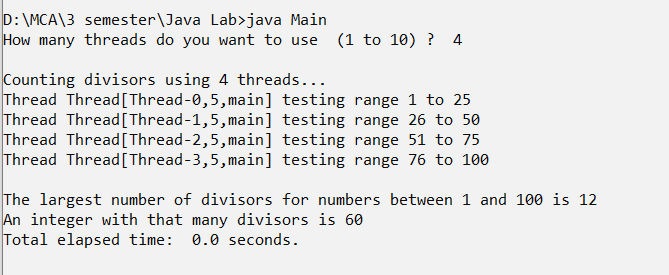 D:\MCA\3 semester\Java Lab>java Main
How many threads do you want to use  (1 to 10) ?  4
Counting divisors using 4 threads...
Thread Thread[Thread-0,5,main] testing range 1 to 25
Thread Thread[Thread-1,5,main] testing range 26 to 50
Thread Thread[Thread-2,5,main] testing range 51 to 75
Thread Thread[Thread-3,5,main] testing range 76 to 100
The largest number of divisors for numbers between 1 and 100 is 12
An integer with that many divisors is 60
Total elapsed time:  0.0 seconds.